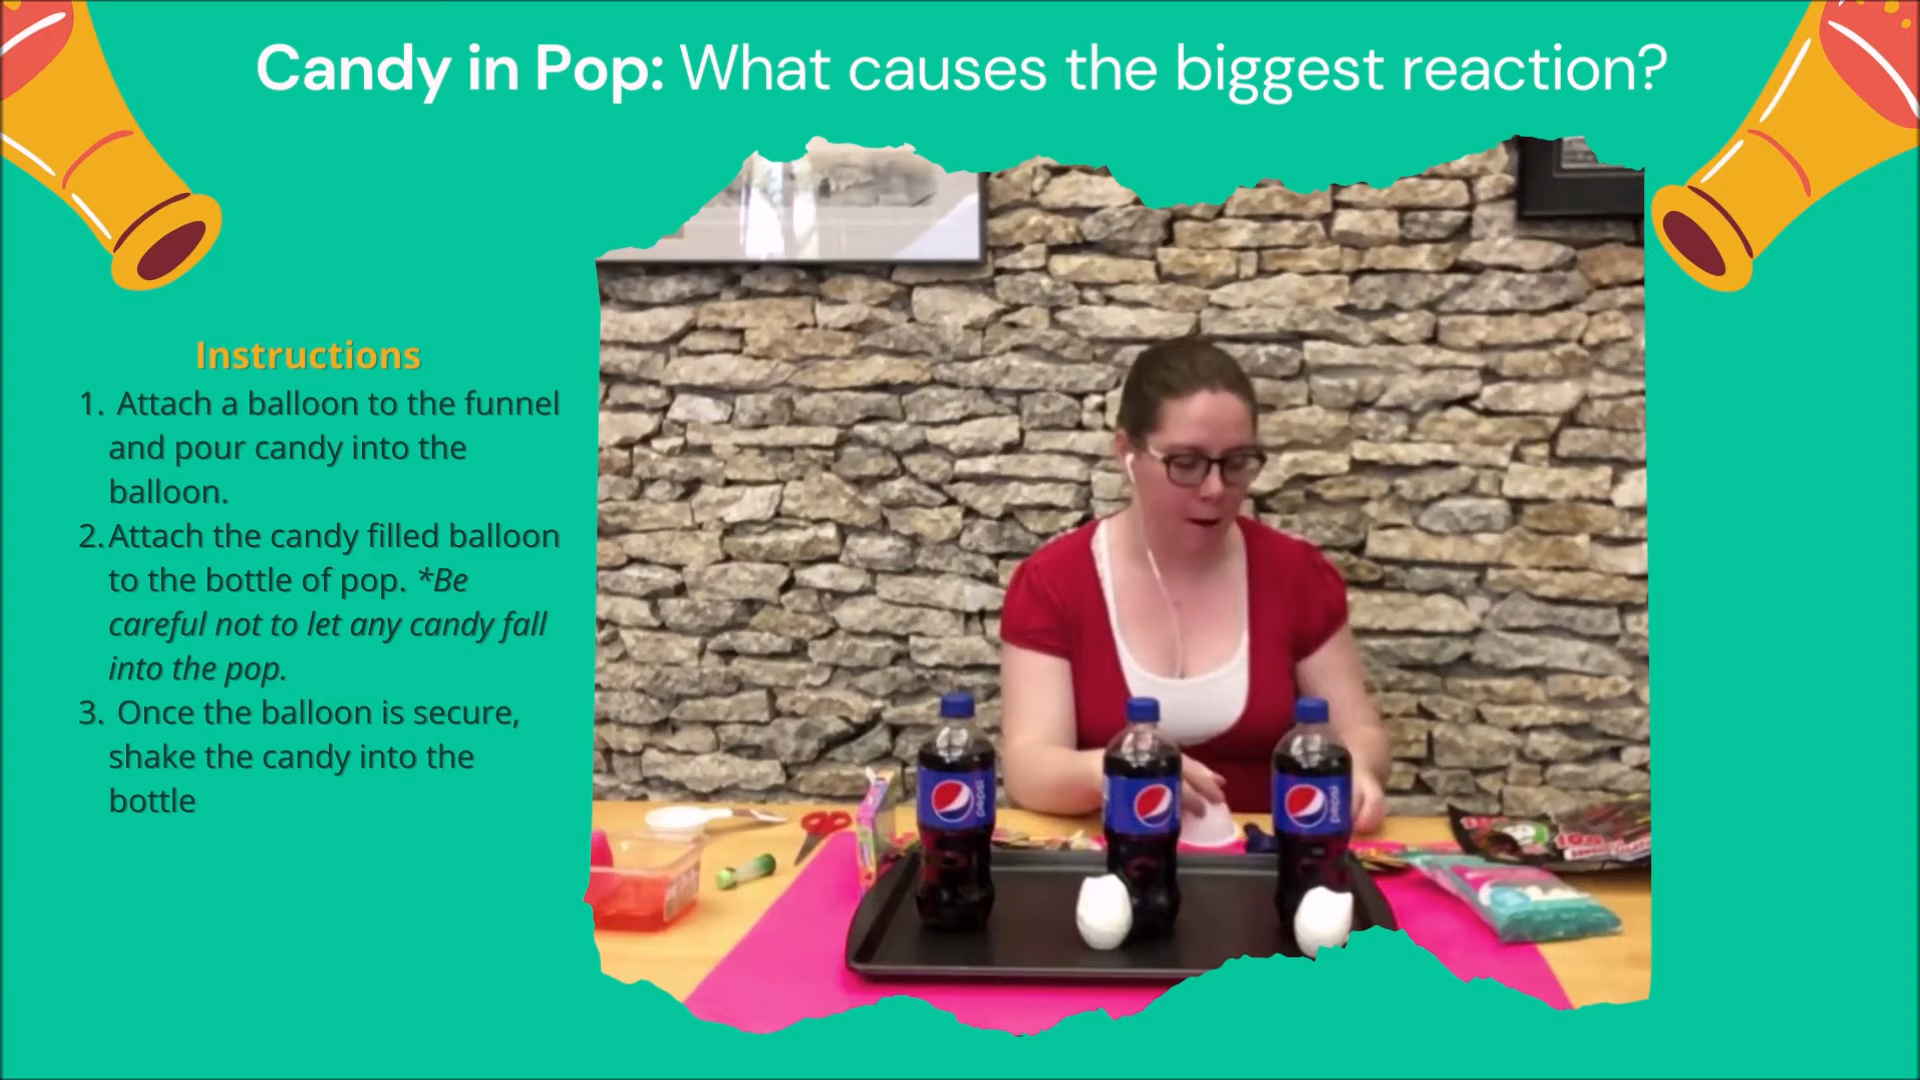 Candy in Pop: What causes the biggest reaction?
Instructions
1. Attach a balloon to the funnel
and pour candy into the
balloon.
2. Attach the candy filled balloon
to the bottle of pop. *Be
careful not to let any candy fall
into the pop.
3. Once the balloon is secure,
shake the candy into the
bottle
pepsi
pepsi